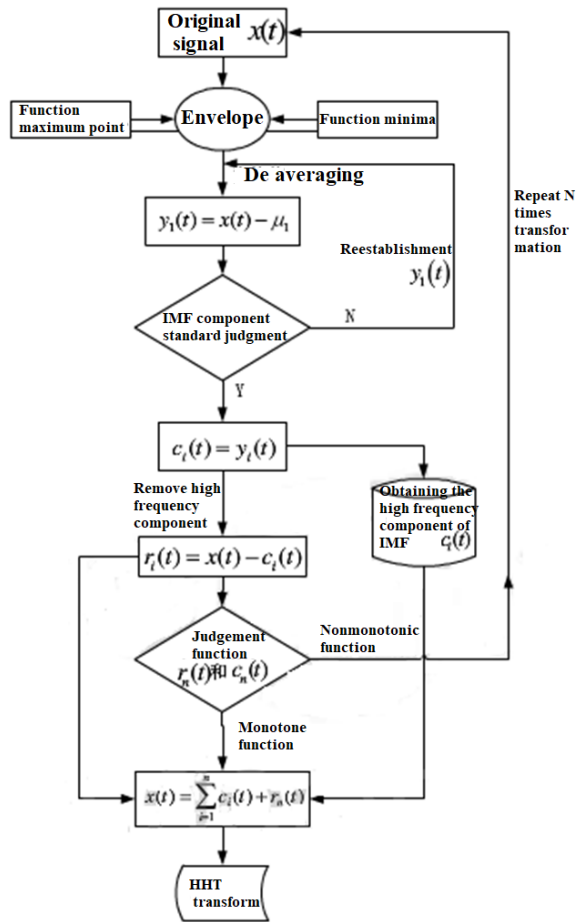 Original
signal x(t)
Function
maximum point
Envelope
Function minima
De averaging
y₁(t) = x(t) − μ₁
Reestablishment
y₁(t)
Repeat N
times
transfor
mation
IMF component
standard judgment
N
Y
cᵢ(t) = yᵢ(t)
Remove high
frequency
component
Obtaining the
high frequency
component of
IMF cᵢ(t)
rᵢ(t) = x(t) − cᵢ(t)
Judgement
function
rₙ(t)和 cₙ(t)
Nonmonotonic
function
Monotone
function
x(t) = ∑ⁿᵢ₌₁ cᵢ(t) + rₙ(t)
HHT
transform